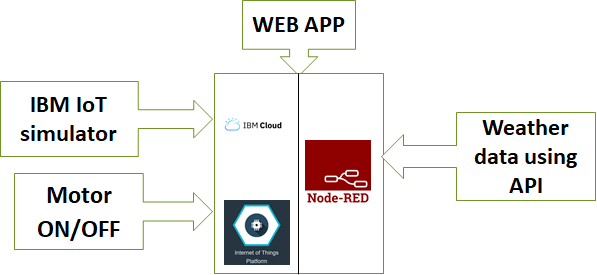 WEB APP
IBM IoT
simulator
IBM Cloud
Weather
data using
API
Node-RED
Motor
ON/OFF
Internet of Things
Platform